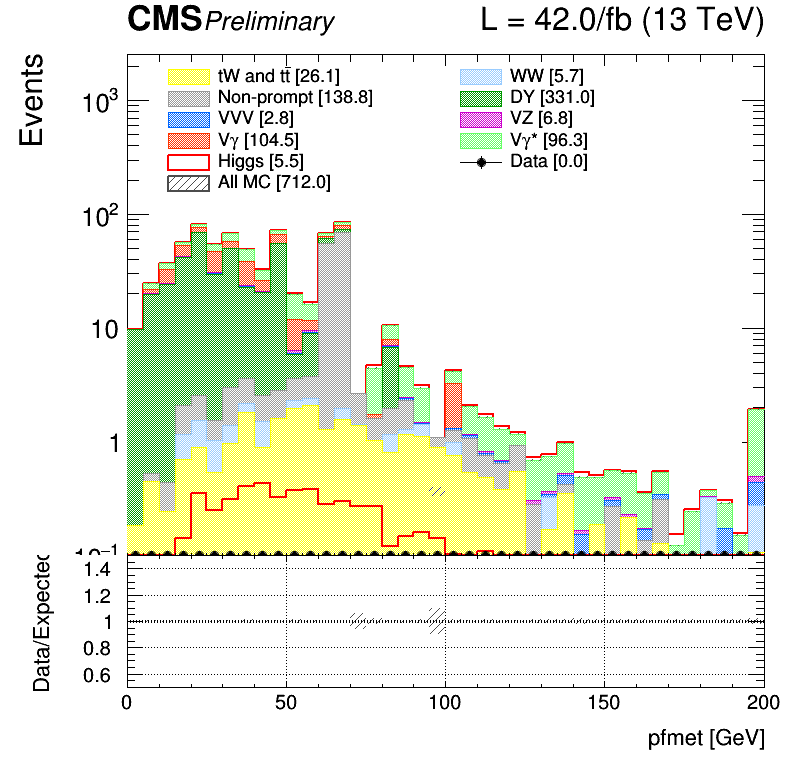 CMS Preliminary L = 42.0/fb (13 TeV)
Events
tW and tt̄ [26.1] WW [5.7]
Non-prompt [138.8] DY [331.0]
VVV [2.8] VZ [6.8]
Vγ [104.5] Vγ* [96.3]
Higgs [5.5] Data [0.0]
All MC [712.0]
10³
10²
10
1
10⁻¹
Data/Expected
1.4
1.2
1
0.8
0.6
0 50 100 150 200
pfmet [GeV]